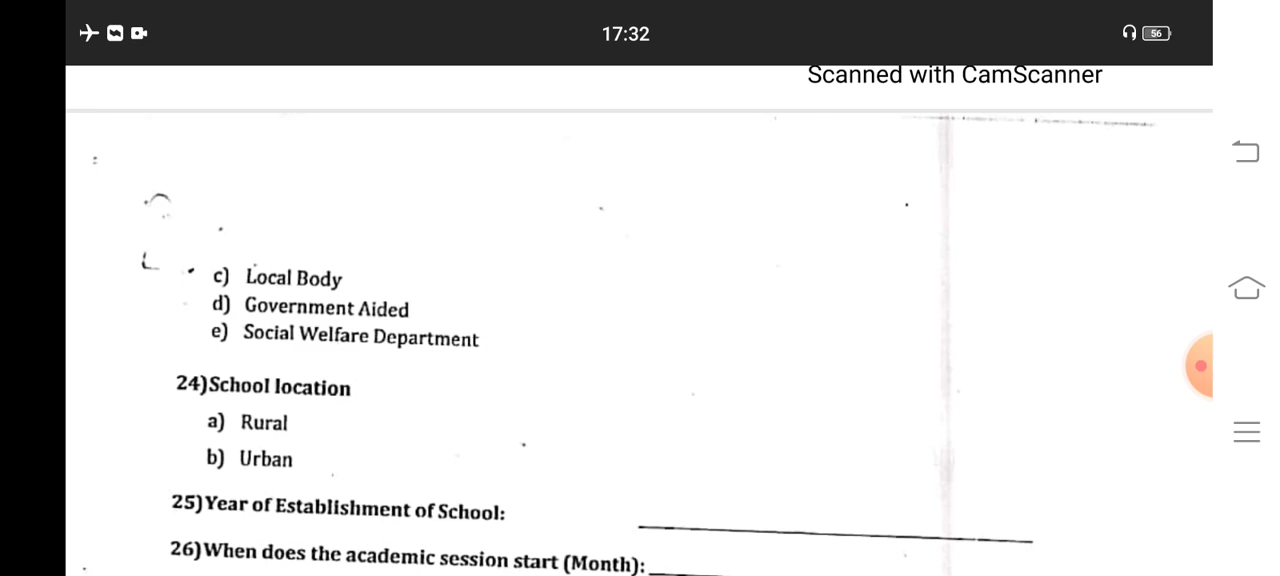 17:32
56
Scanned with CamScanner
c) Local Body
d) Government Aided
e) Social Welfare Department
24)School location
a) Rural
b) Urban
25)Year of Establishment of School:
26)When does the academic session start (Month):